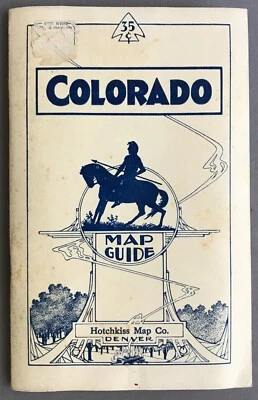 35
¢
COLORADO
MAP
GUIDE
Hotchkiss Map Co.
DENVER